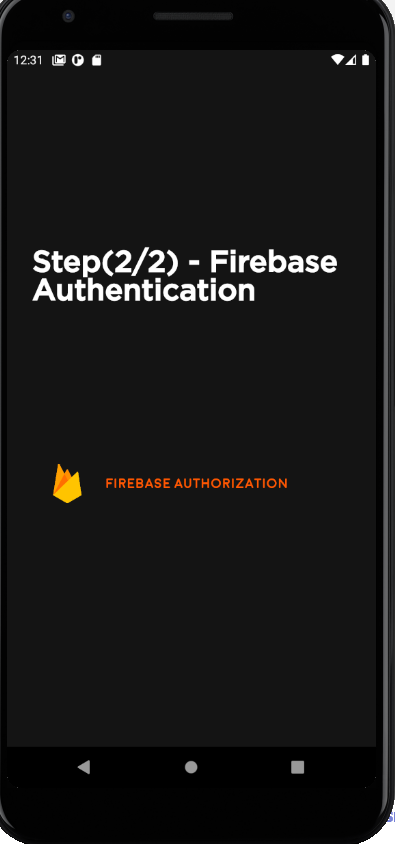 12:31
Step(2/2) - Firebase
Authentication
FIREBASE AUTHORIZATION